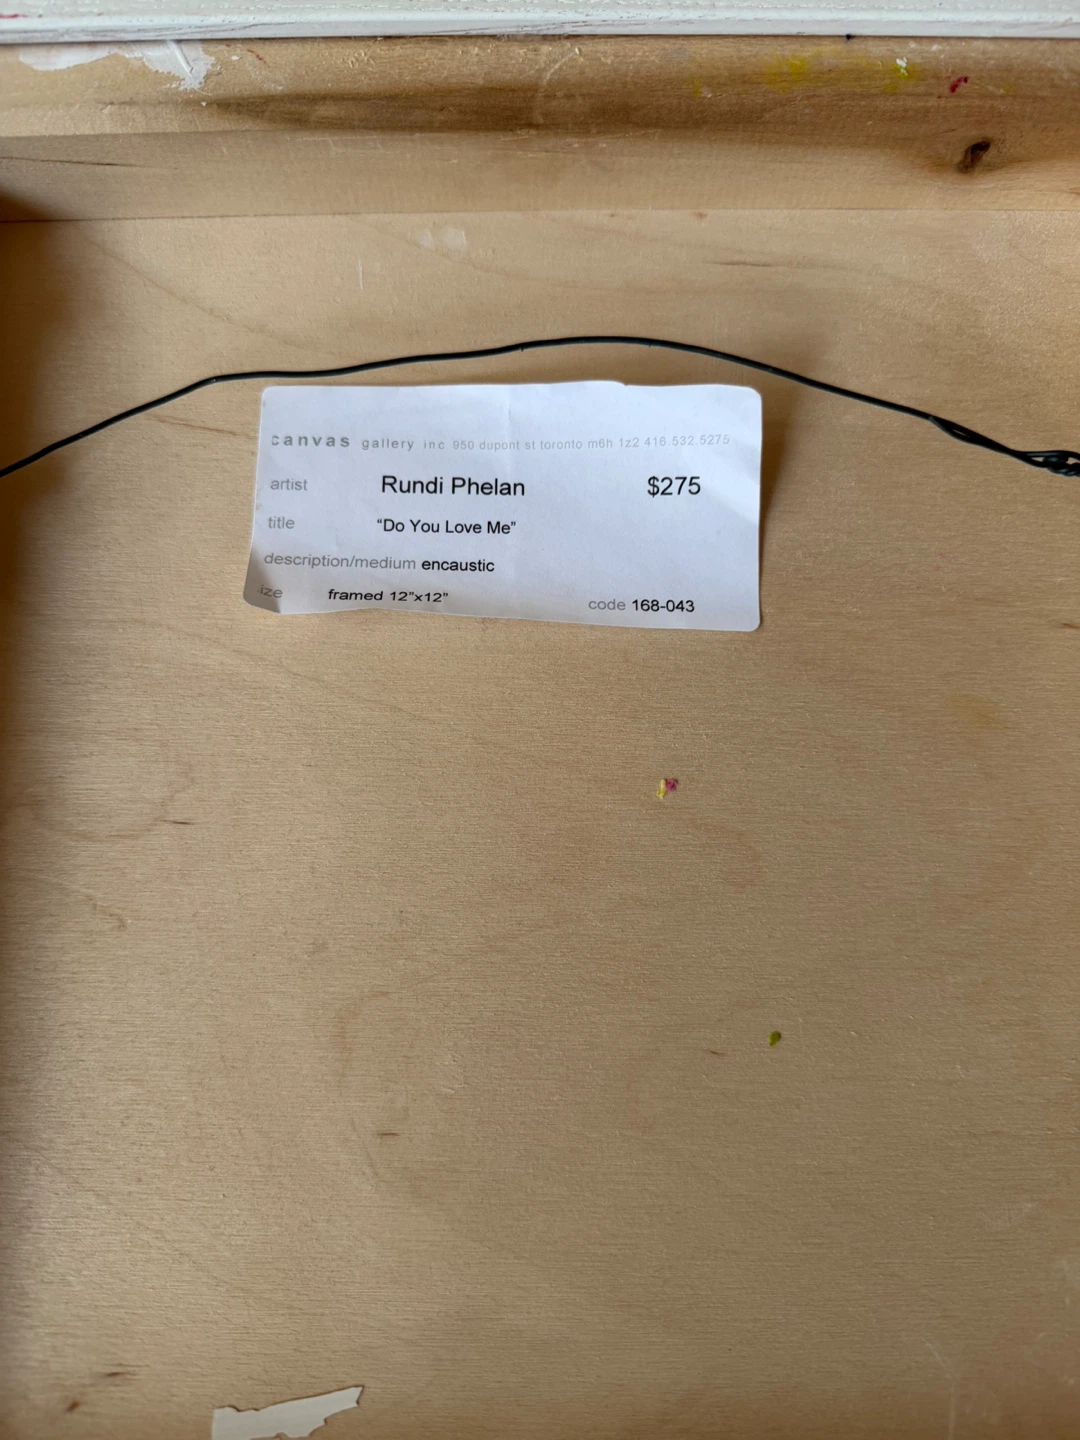 canvas gallery inc 950 dupont st toronto m6h 1z2 416.532.5275
artist Rundi Phelan $275
title "Do You Love Me"
description/medium encaustic
size framed 12"x12" code 168-043